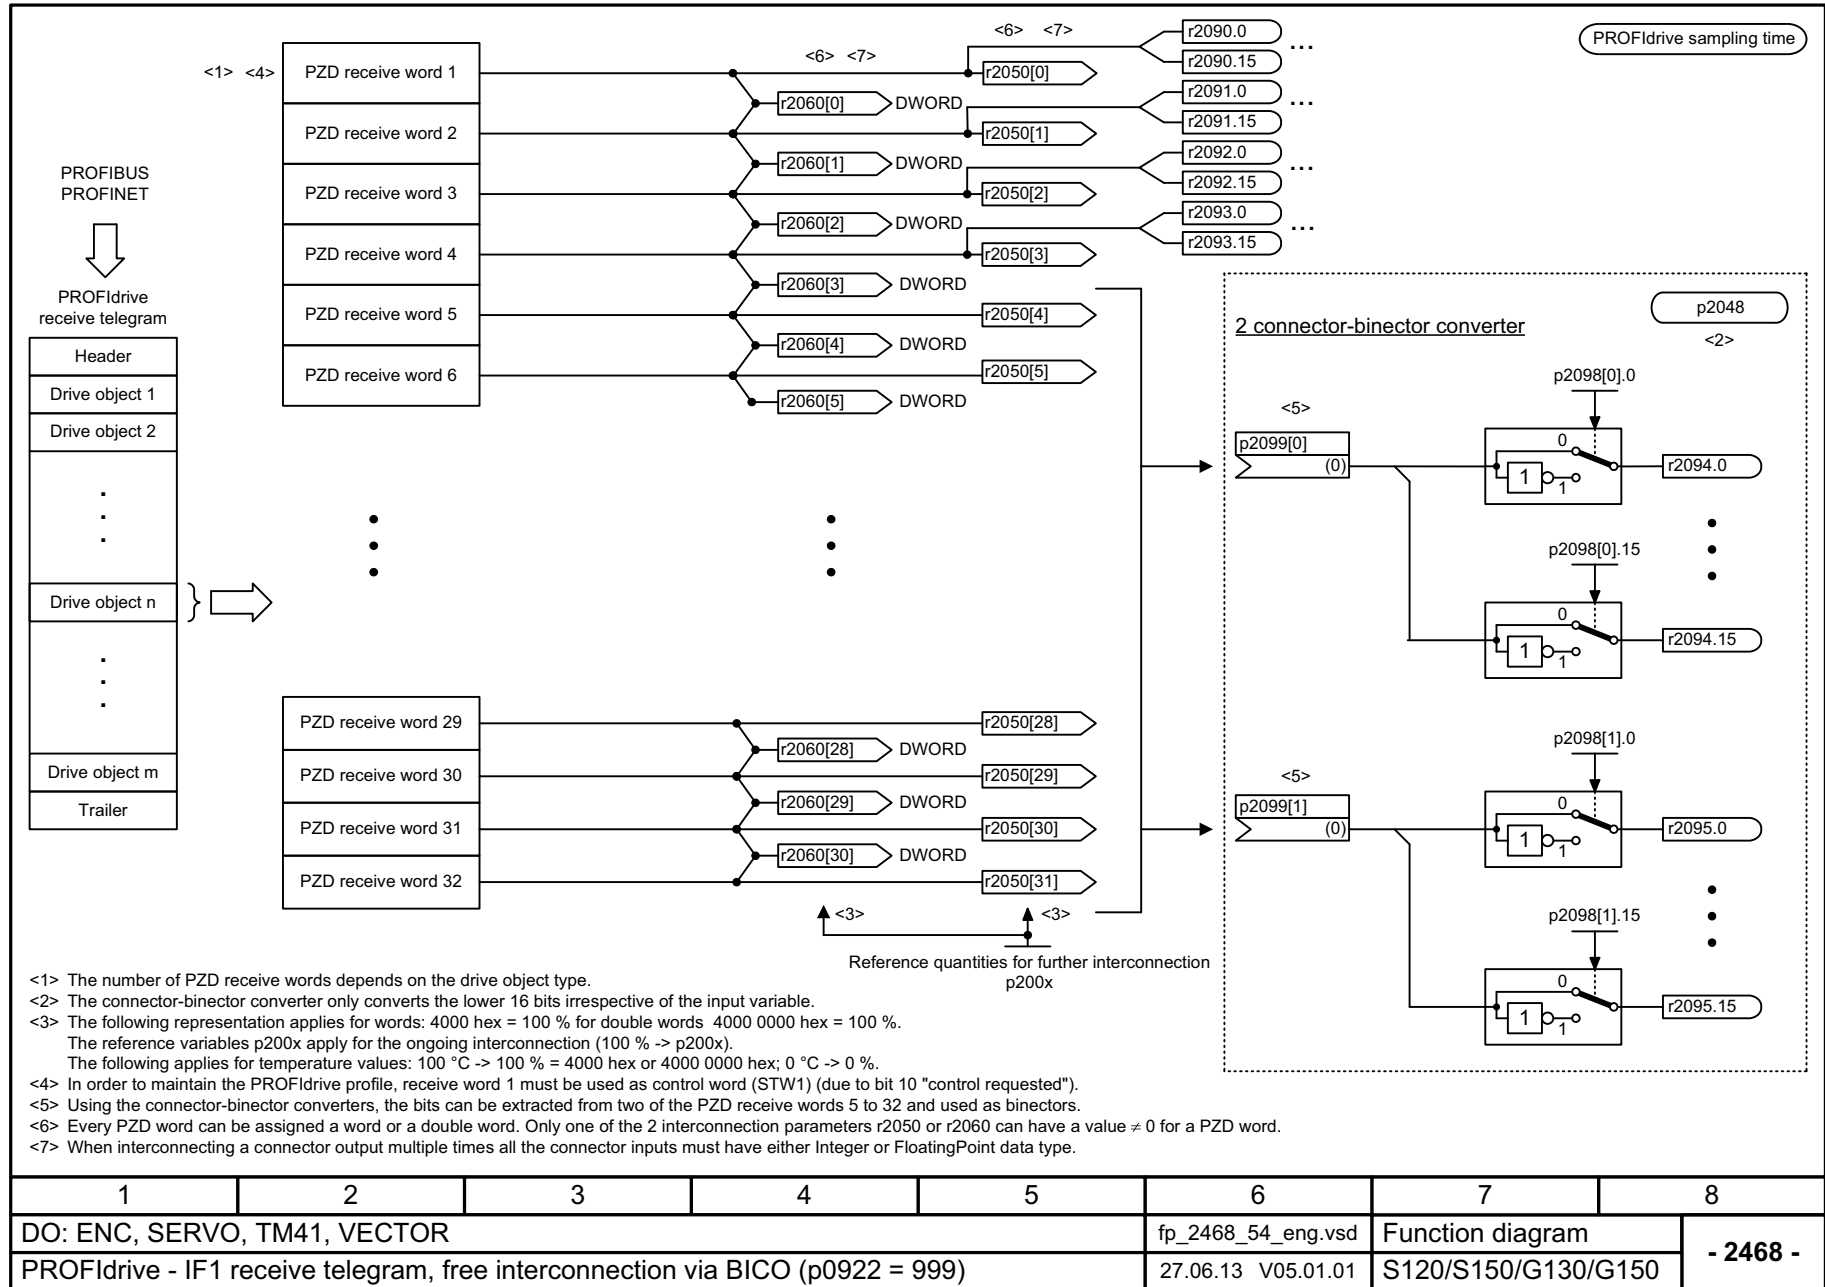 PROFIdrive sampling time
<1> <4>
<6> <7>
<6> <7>
PZD receive word 1
PZD receive word 2
PZD receive word 3
PZD receive word 4
PZD receive word 5
PZD receive word 6
r2060[0] DWORD
r2060[1] DWORD
r2060[2] DWORD
r2060[3] DWORD
r2060[4] DWORD
r2060[5] DWORD
r2050[0]
r2050[1]
r2050[2]
r2050[3]
r2050[4]
r2050[5]
r2090.0
...
r2090.15
r2091.0
...
r2091.15
r2092.0
...
r2092.15
r2093.0
...
r2093.15
PROFIBUS
PROFINET
PROFIdrive
receive telegram
Header
Drive object 1
Drive object 2
Drive object n
Drive object m
Trailer
PZD receive word 29
PZD receive word 30
PZD receive word 31
PZD receive word 32
r2060[28] DWORD
r2060[29] DWORD
r2060[30] DWORD
r2050[28]
r2050[29]
r2050[30]
r2050[31]
<3>
<3>
Reference quantities for further interconnection
p200x
2 connector-binector converter
p2048
<2>
<5>
p2099[0]
(0)
p2098[0].0
0
1
1
r2094.0
p2098[0].15
0
1
1
r2094.15
<5>
p2099[1]
(0)
p2098[1].0
0
1
1
r2095.0
p2098[1].15
0
1
1
r2095.15
<1> The number of PZD receive words depends on the drive object type.
<2> The connector-binector converter only converts the lower 16 bits irrespective of the input variable.
<3> The following representation applies for words: 4000 hex = 100 % for double words 4000 0000 hex = 100 %.
The reference variables p200x apply for the ongoing interconnection (100 % -> p200x).
The following applies for temperature values: 100 °C -> 100 % = 4000 hex or 4000 0000 hex; 0 °C -> 0 %.
<4> In order to maintain the PROFIdrive profile, receive word 1 must be used as control word (STW1) (due to bit 10 "control requested").
<5> Using the connector-binector converters, the bits can be extracted from two of the PZD receive words 5 to 32 and used as binectors.
<6> Every PZD word can be assigned a word or a double word. Only one of the 2 interconnection parameters r2050 or r2060 can have a value ≠ 0 for a PZD word.
<7> When interconnecting a connector output multiple times all the connector inputs must have either Integer or FloatingPoint data type.
1 2 3 4 5 6 7 8
DO: ENC, SERVO, TM41, VECTOR
fp_2468_54_eng.vsd
Function diagram
- 2468 -
PROFIdrive - IF1 receive telegram, free interconnection via BICO (p0922 = 999)
27.06.13 V05.01.01
S120/S150/G130/G150